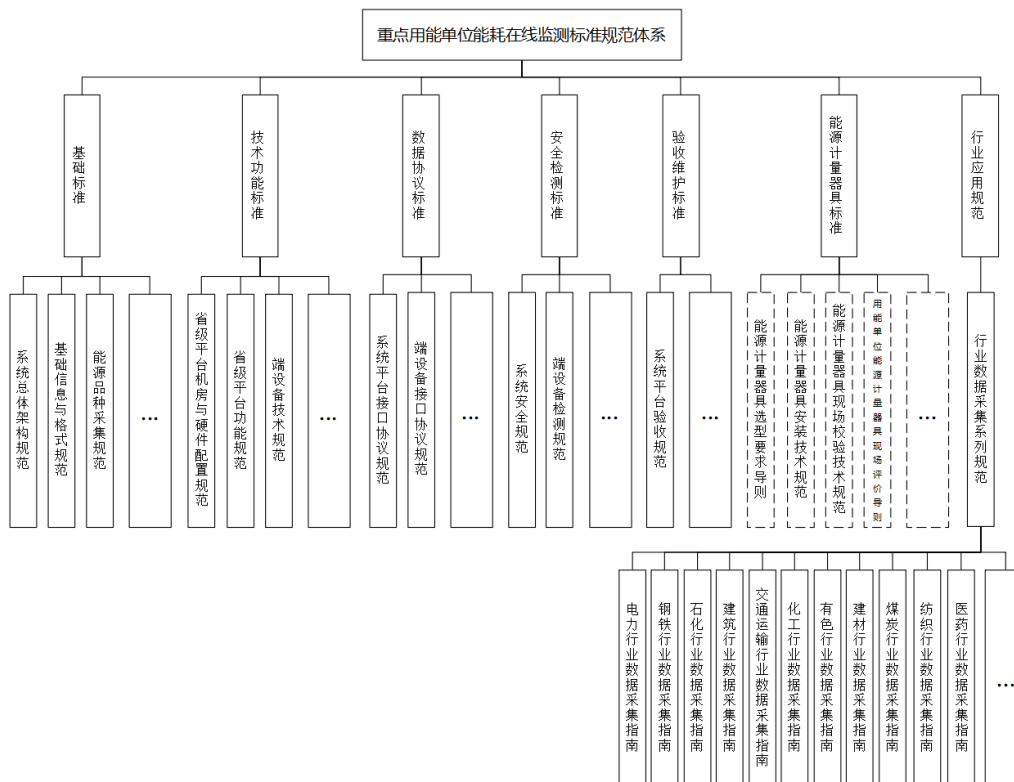 重点用能单位能耗在线监测标准规范体系
基础标准
技术功能标准
数据协议标准
安全检测标准
验收维护标准
能源计量器具标准
行业应用规范
系统总体架构规范
基础信息与格式规范
能源品种采集规范
...
省级平台机房与硬件配置规范
省级平台功能规范
端设备技术规范
...
系统平台接口协议规范
端设备接口协议规范
...
系统安全规范
端设备检测规范
...
系统平台验收规范
...
能源计量器具选型要求导则
能源计量器具安装技术规范
能源计量器具现场校验技术规范
用能单位能源计量器具现场评价导则
...
行业数据采集系列规范
电力行业数据采集指南
钢铁行业数据采集指南
石化行业数据采集指南
建筑行业数据采集指南
交通运输行业数据采集指南
化工行业数据采集指南
有色行业数据采集指南
建材行业数据采集指南
煤炭行业数据采集指南
纺织行业数据采集指南
医药行业数据采集指南
...